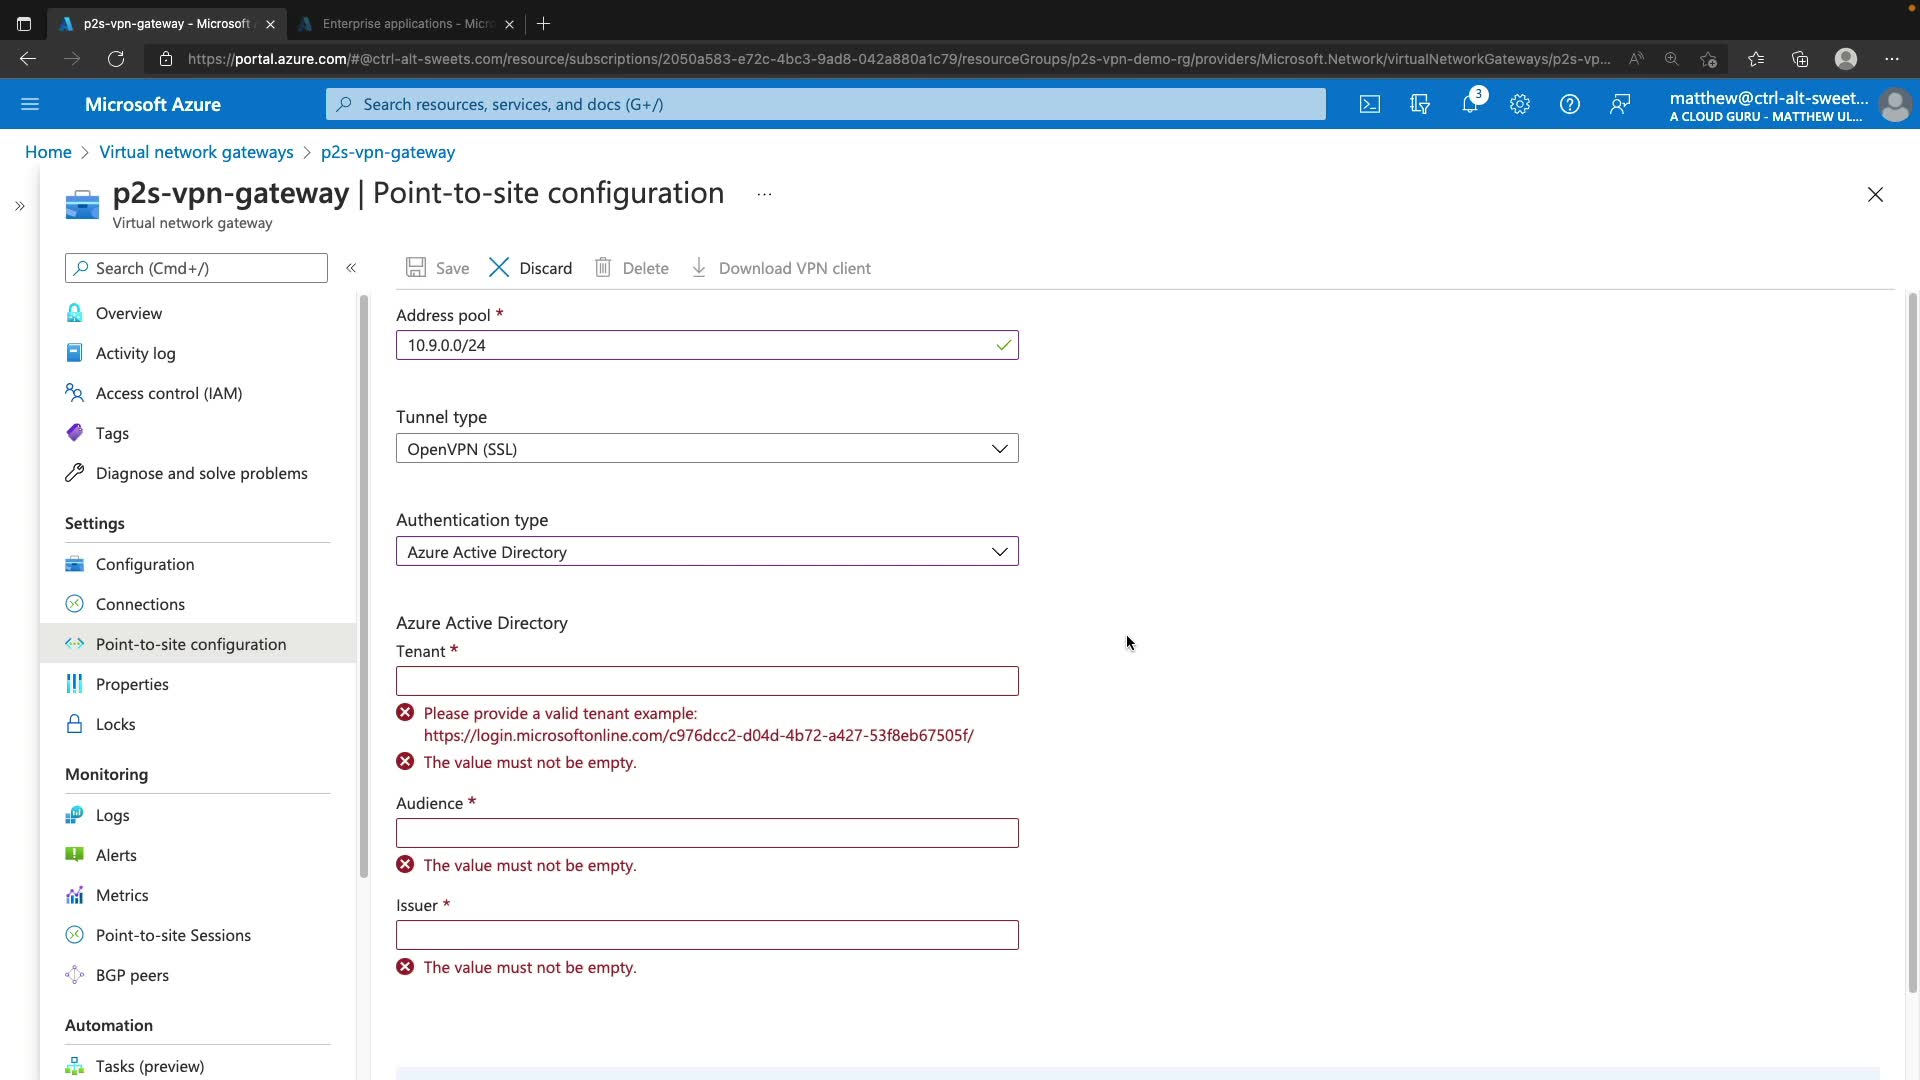 p2s-vpn-gateway - Microsoft
Enterprise applications - Micro
https://portal.azure.com/#@ctrl-alt-sweets.com/resource/subscriptions/2050a583-e72c-4bc3-9ad8-042a880a1c79/resourceGroups/p2s-vpn-demo-rg/providers/Microsoft.Network/virtualNetworkGateways/p2s-vp...
Microsoft Azure
Search resources, services, and docs (G+/)
3
matthew@ctrl-alt-sweet...
A CLOUD GURU - MATTHEW UL...
Home > Virtual network gateways > p2s-vpn-gateway
p2s-vpn-gateway | Point-to-site configuration ...
Virtual network gateway
Search (Cmd+/)
Save
Discard
Delete
Download VPN client
Overview
Activity log
Access control (IAM)
Tags
Diagnose and solve problems
Settings
Configuration
Connections
Point-to-site configuration
Properties
Locks
Monitoring
Logs
Alerts
Metrics
Point-to-site Sessions
BGP peers
Automation
Tasks (preview)
Address pool *
10.9.0.0/24
Tunnel type
OpenVPN (SSL)
Authentication type
Azure Active Directory
Azure Active Directory
Tenant *
Please provide a valid tenant example:
https://login.microsoftonline.com/c976dcc2-d04d-4b72-a427-53f8eb67505f/
The value must not be empty.
Audience *
The value must not be empty.
Issuer *
The value must not be empty.